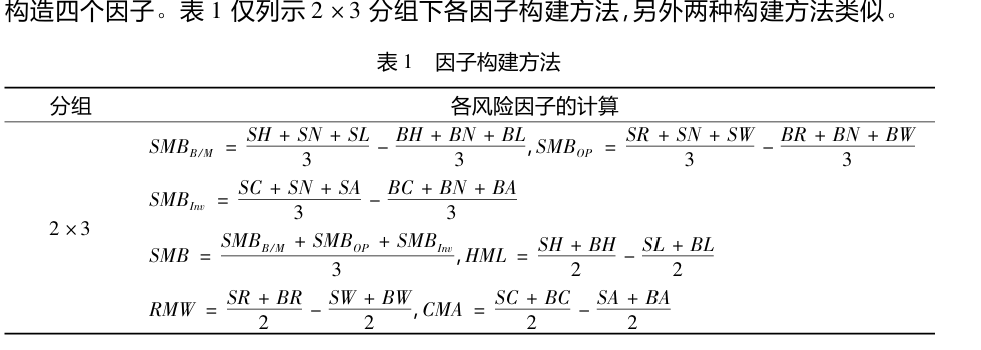 构造四个因子。表 1 仅列示 2 × 3 分组下各因子构建方法,另外两种构建方法类似。
表 1 因子构建方法
分组 各风险因子的计算
2 × 3
SMB_{B/M} = \frac{SH + SN + SL}{3} - \frac{BH + BN + BL}{3}, SMB_{OP} = \frac{SR + SN + SW}{3} - \frac{BR + BN + BW}{3}
SMB_{Inv} = \frac{SC + SN + SA}{3} - \frac{BC + BN + BA}{3}
SMB = \frac{SMB_{B/M} + SMB_{OP} + SMB_{Inv}}{3}, HML = \frac{SH + BH}{2} - \frac{SL + BL}{2}
RMW = \frac{SR + BR}{2} - \frac{SW + BW}{2}, CMA = \frac{SC + BC}{2} - \frac{SA + BA}{2}